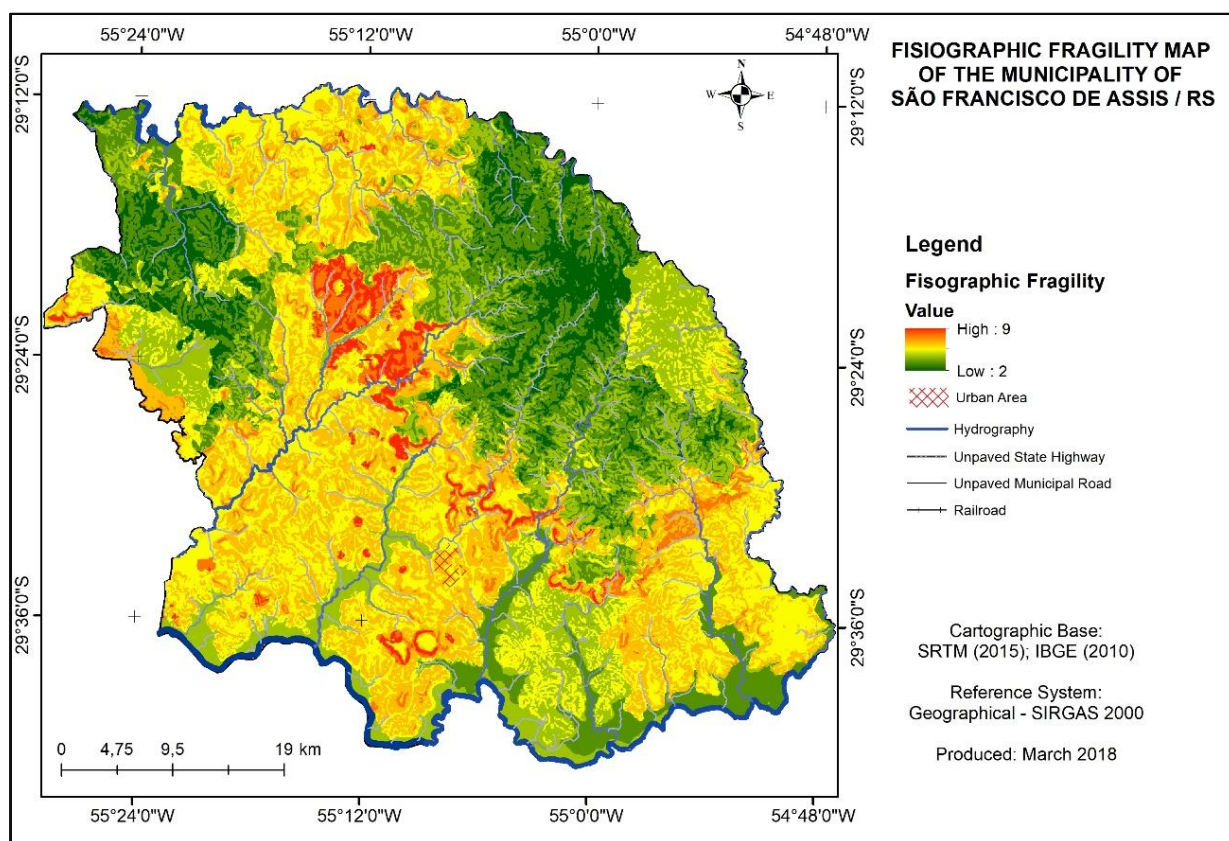 55°24'0"W 55°12'0"W 55°0'0"W 54°48'0"W
FISIOGRAPHIC FRAGILITY MAP
OF THE MUNICIPALITY OF
SÃO FRANCISCO DE ASSIS / RS
N
W E
S
29°12'0"S 29°12'0"S
Legend
Fisographic Fragility
Value
High : 9
Low : 2
Urban Area
Hydrography
Unpaved State Highway
Unpaved Municipal Road
Railroad
29°24'0"S 29°24'0"S
29°36'0"S 29°36'0"S
Cartographic Base:
SRTM (2015); IBGE (2010)
Reference System:
Geographical - SIRGAS 2000
Produced: March 2018
0 4,75 9,5 19 km
55°24'0"W 55°12'0"W 55°0'0"W 54°48'0"W